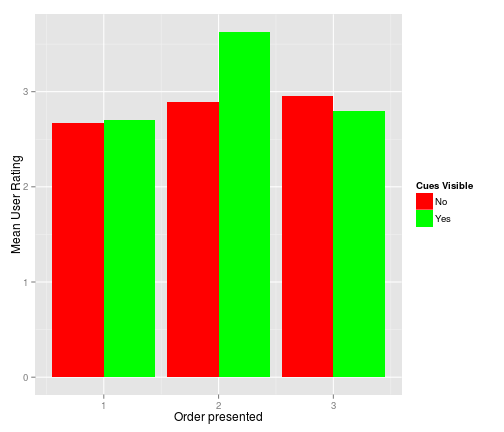 3
2
1
0
Mean User Rating
1 2 3
Order presented
Cues Visible
No
Yes